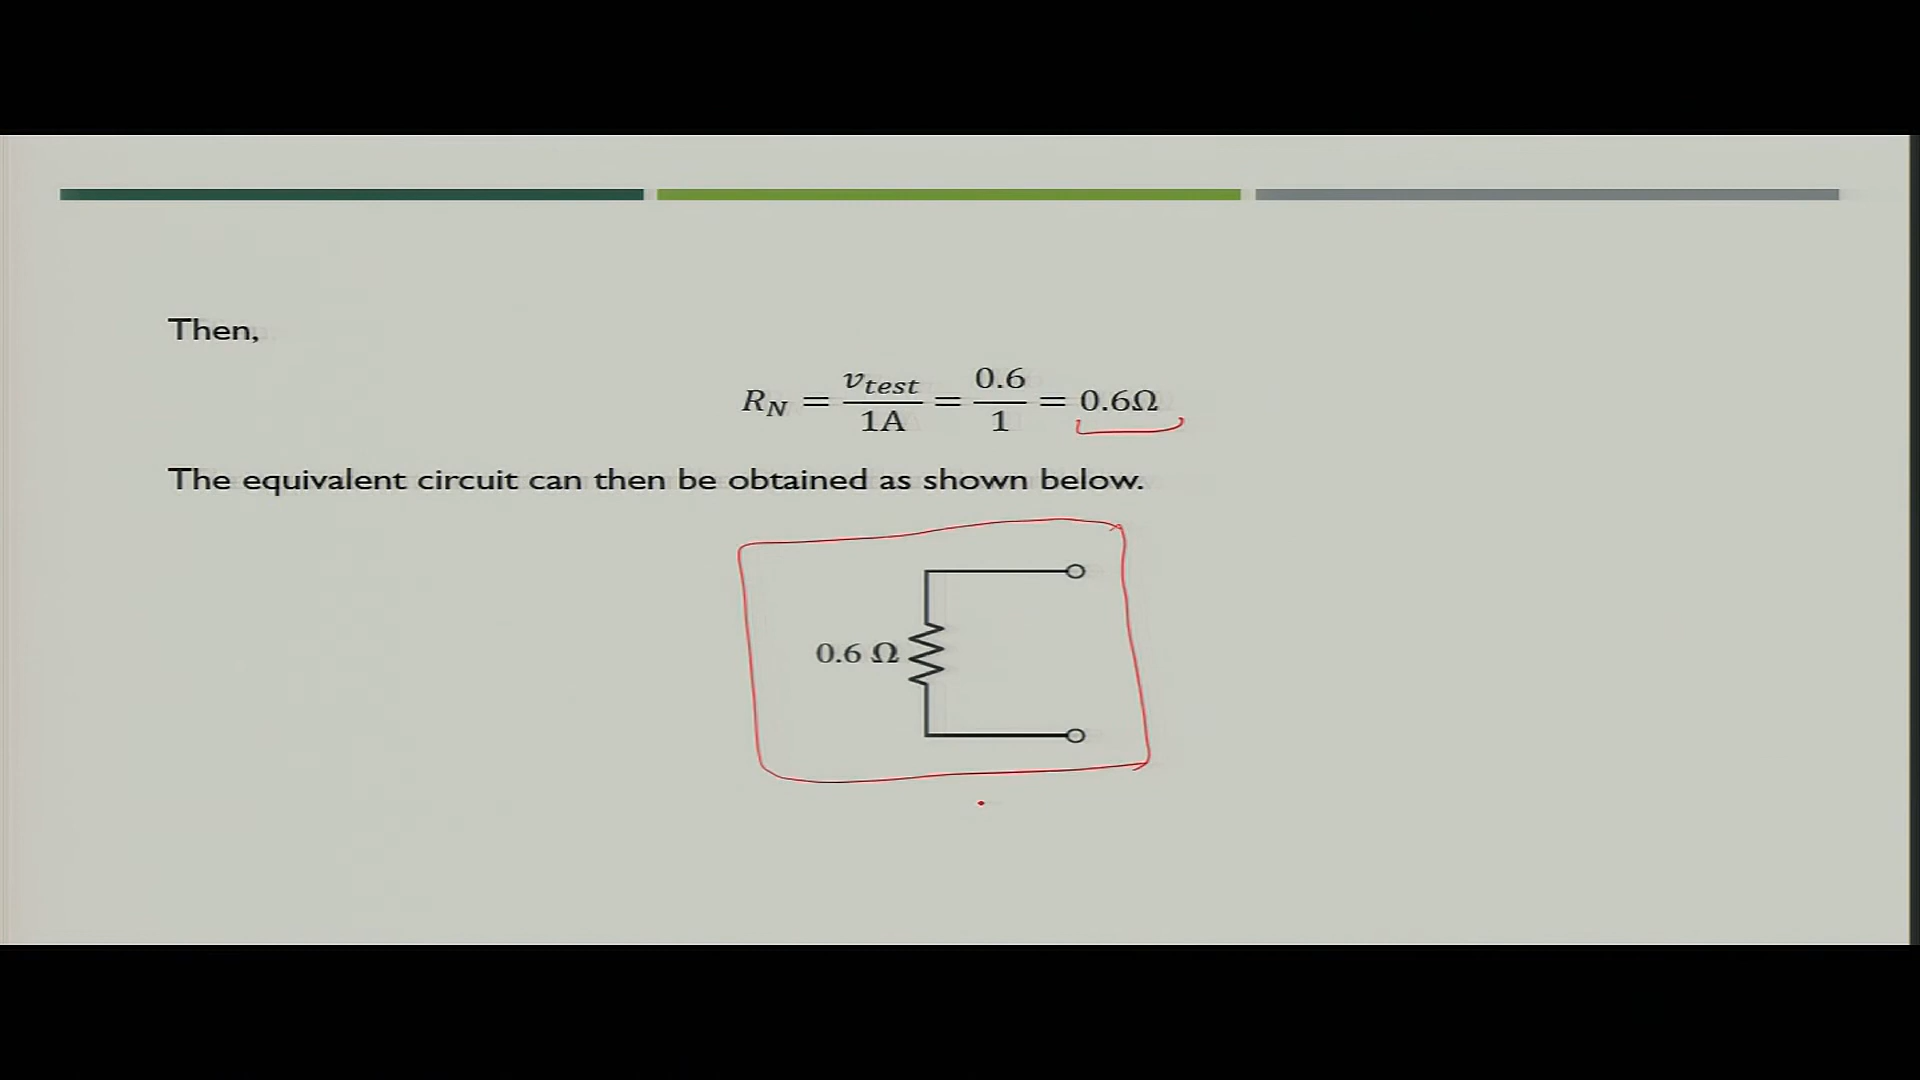 Then,
R_N = v_test / 1A = 0.6 / 1 = 0.6Ω
The equivalent circuit can then be obtained as shown below.
0.6 Ω